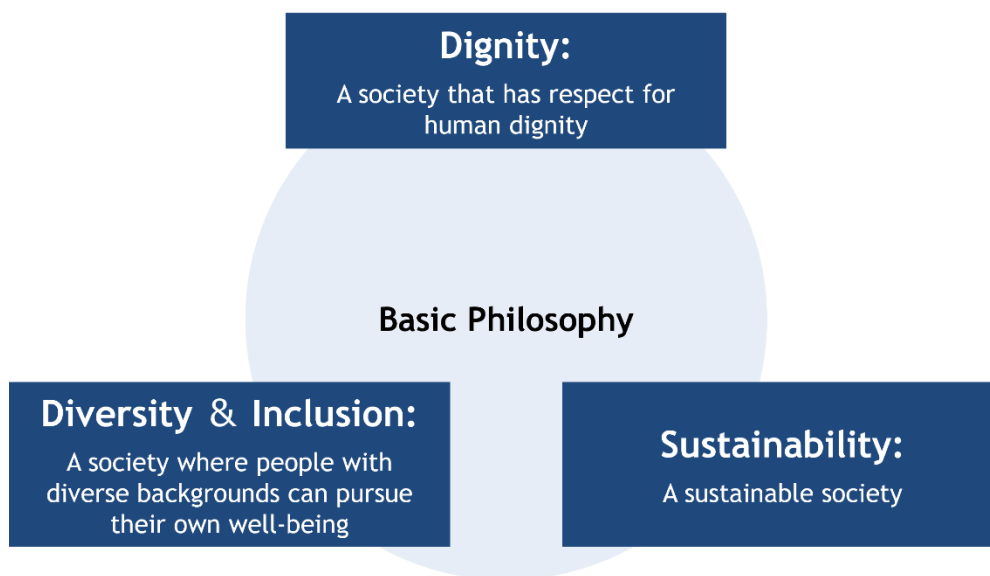 Dignity:
A society that has respect for
human dignity
Basic Philosophy
Diversity & Inclusion:
A society where people with
diverse backgrounds can pursue
their own well-being
Sustainability:
A sustainable society